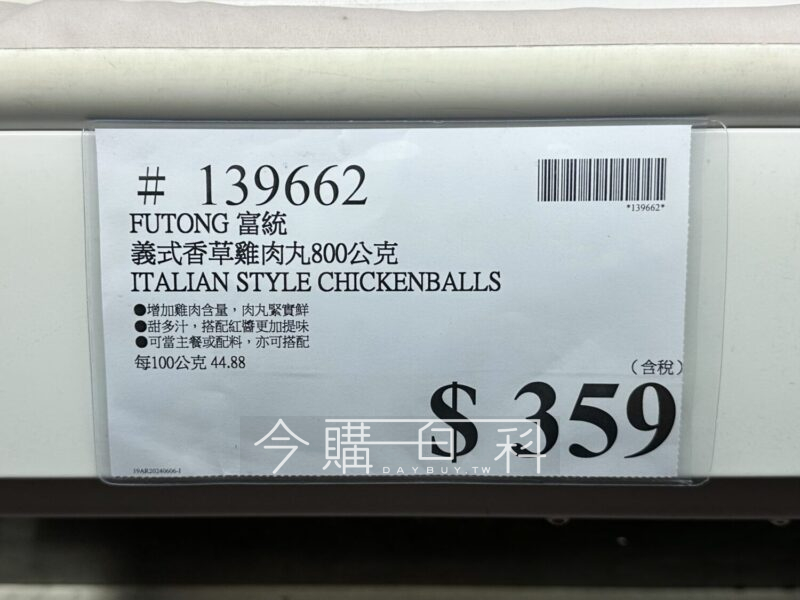 # 139662
*139662*
FUTONG 富統
義式香草雞肉丸800公克
ITALIAN STYLE CHICKENBALLS
●增加雞肉含量，肉丸緊實鮮
●甜多汁，搭配紅醬更加提味
●可當主餐或配料，亦可搭配
每100公克 44.88
（含稅）
$ 359
今購百科
DAYBUY.TW
19AR20240606-1